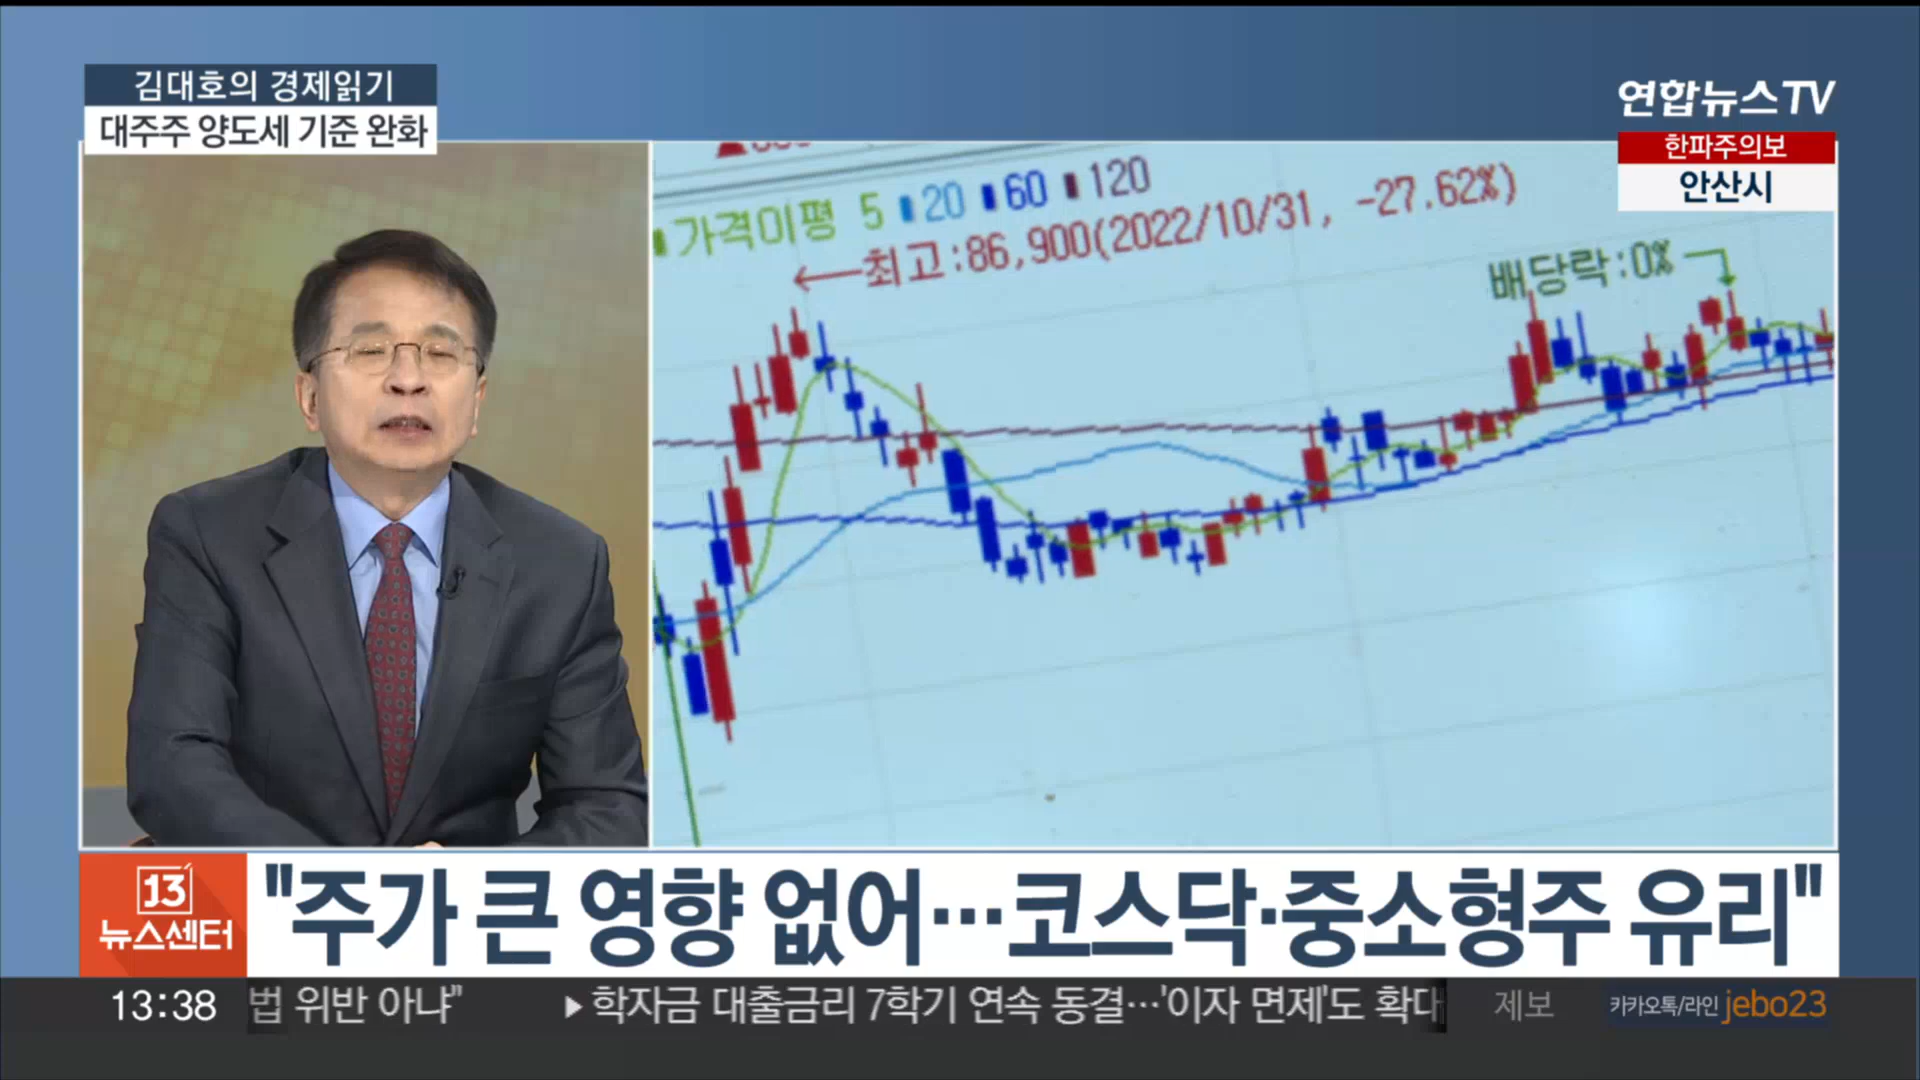 김대호의 경제읽기
대주주 양도세 기준 완화
연합뉴스TV
한파주의보
안산시
가격이평 5 20 60 120
최고:86,900(2022/10/31, -27.62%)
배당락:0%
13
뉴스센터
"주가 큰 영향 없어…코스닥·중소형주 유리"
13:38
법 위반 아냐"
▶학자금 대출금리 7학기 연속 동결…'이자 면제'도 확대
제보
카카오톡/라인 jebo23